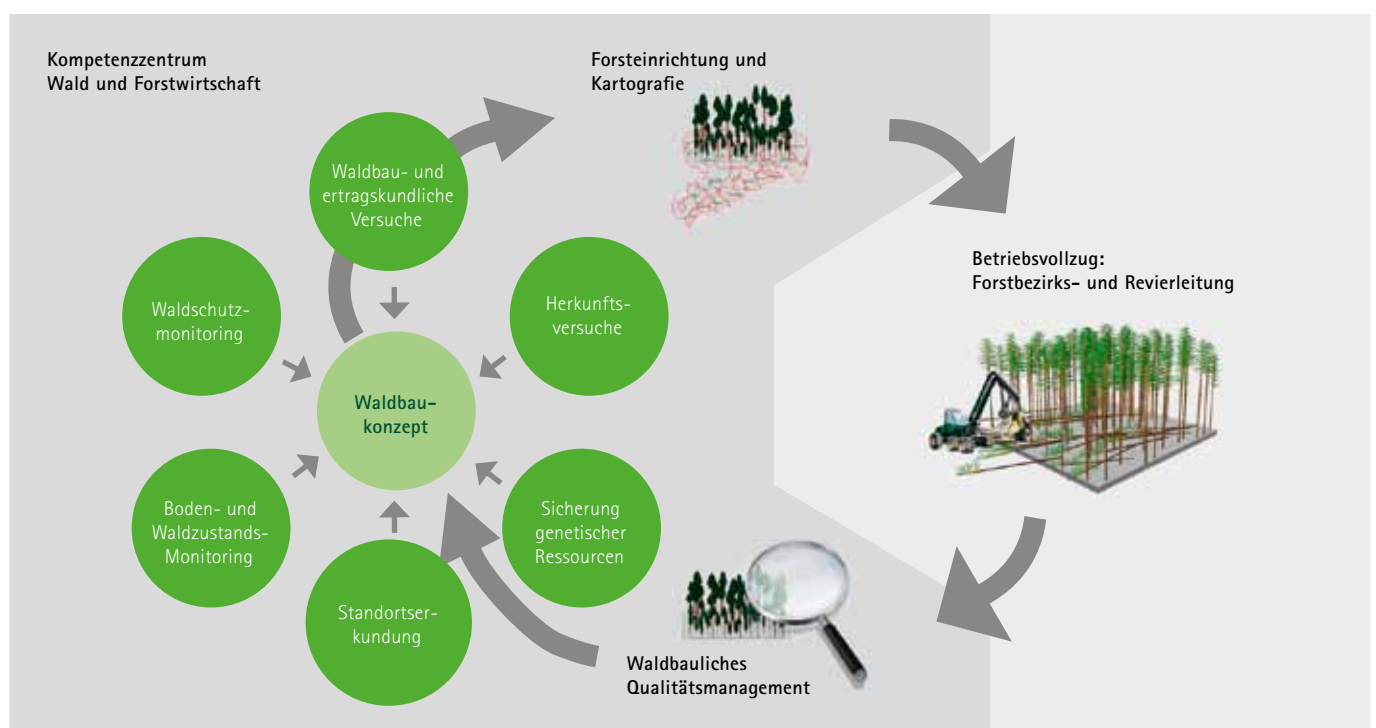 Kompetenzzentrum
Wald und Forstwirtschaft
Forsteinrichtung und
Kartografie
Waldbau- und
ertragskundliche
Versuche
Waldschutz-
monitoring
Herkunfts-
versuche
Betriebsvollzug:
Forstbezirks- und Revierleitung
Waldbau-
konzept
Boden- und
Waldzustands-
Monitoring
Sicherung
genetischer
Ressourcen
Standortser-
kundung
Waldbauliches
Qualitätsmanagement